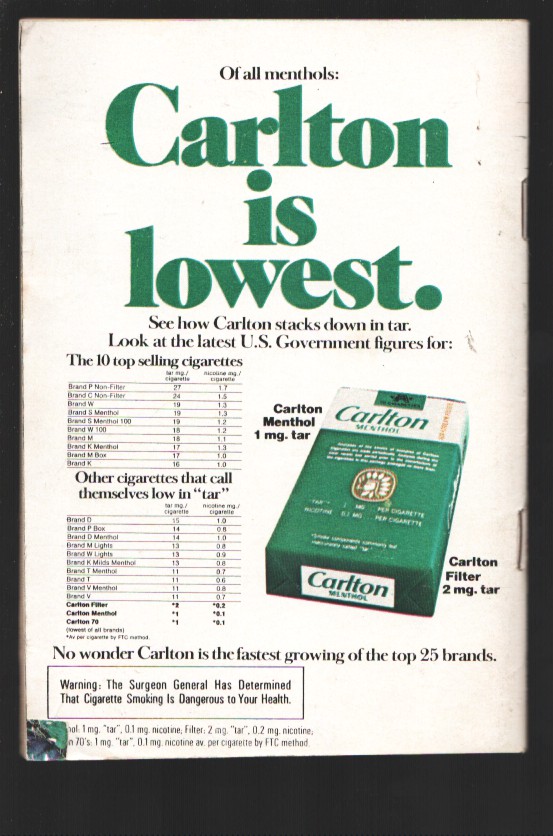 Of all menthols:
Carlton
is
lowest.
See how Carlton stacks down in tar.
Look at the latest U.S. Government figures for:
The 10 top selling cigarettes
tar mg./ cigarette nicotine mg./ cigarette
Brand P Non-Filter 27 1.7
Brand C Non-Filter 24 1.5
Brand W 19 1.3
Brand S Menthol 19 1.3
Brand S Menthol 100 19 1.2
Brand W 100 18 1.2
Brand M 18 1.1
Brand K Menthol 17 1.3
Brand M Box 17 1.0
Brand K 16 1.0
Other cigarettes that call
themselves low in "tar"
tar mg./ cigarette nicotine mg./ cigarette
Brand D 15 1.0
Brand P Box 14 0.8
Brand D Menthol 14 1.0
Brand M Lights 13 0.8
Brand W Lights 13 0.9
Brand K Milds Menthol 13 0.8
Brand T Menthol 11 0.7
Brand T 11 0.6
Brand V Menthol 11 0.8
Brand V 11 0.7
Carlton Filter *2 *0.2
Carlton Menthol *1 *0.1
Carlton 70 *1 *0.1
(lowest of all brands)
*Av per cigarette by FTC method.
Carlton
Menthol
1 mg. tar
Carlton
MENTHOL
"TAR" 1 MG. PER CIGARETTE
NICOTINE 0.1 MG. PER CIGARETTE
Carlton
MENTHOL
Carlton
Filter
2 mg. tar
No wonder Carlton is the fastest growing of the top 25 brands.
Warning: The Surgeon General Has Determined
That Cigarette Smoking Is Dangerous to Your Health.
1 mg. "tar", 0.1 mg. nicotine; Filter: 2 mg. "tar", 0.2 mg. nicotine;
70's: 1 mg. "tar", 0.1 mg. nicotine av. per cigarette by FTC method.